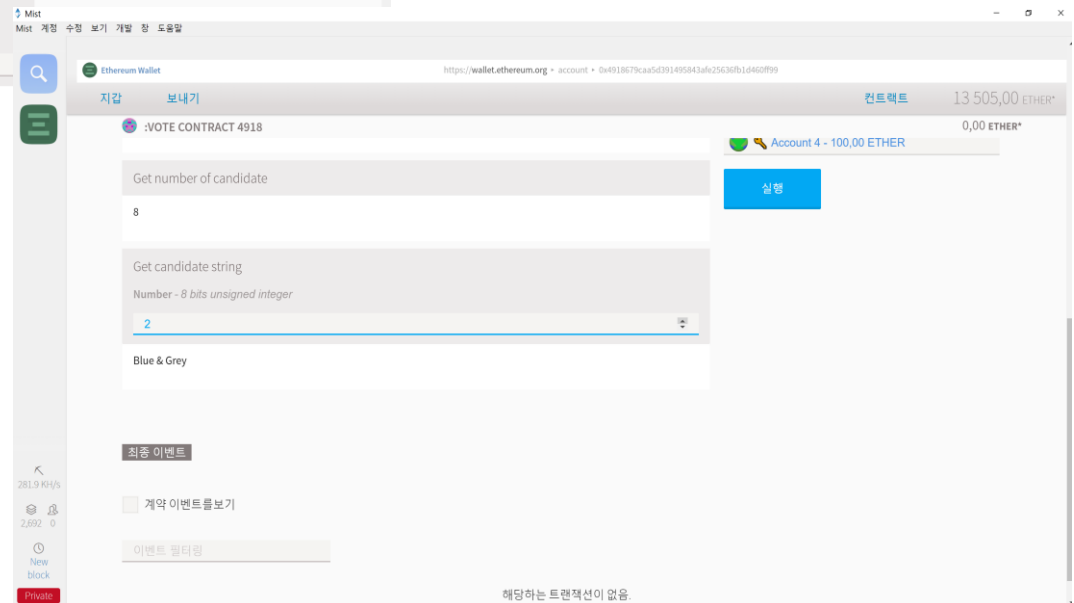 Mist
Mist 계정 수정 보기 개발 창 도움말
Ethereum Wallet
https://wallet.ethereum.org • account • 0x4918679caa5d391495843afe25636fb1d460ff99
지갑 보내기 컨트랙트 13 505,00 ETHER*
:VOTE CONTRACT 4918 0,00 ETHER*
Account 4 - 100,00 ETHER
Get number of candidate
실행
8
Get candidate string
Number - 8 bits unsigned integer
2
Blue & Grey
최종 이벤트
계약 이벤트를보기
이벤트 필터링
해당하는 트랜잭션이 없음.
281.9 KH/s
2,692 0
New
block
Private